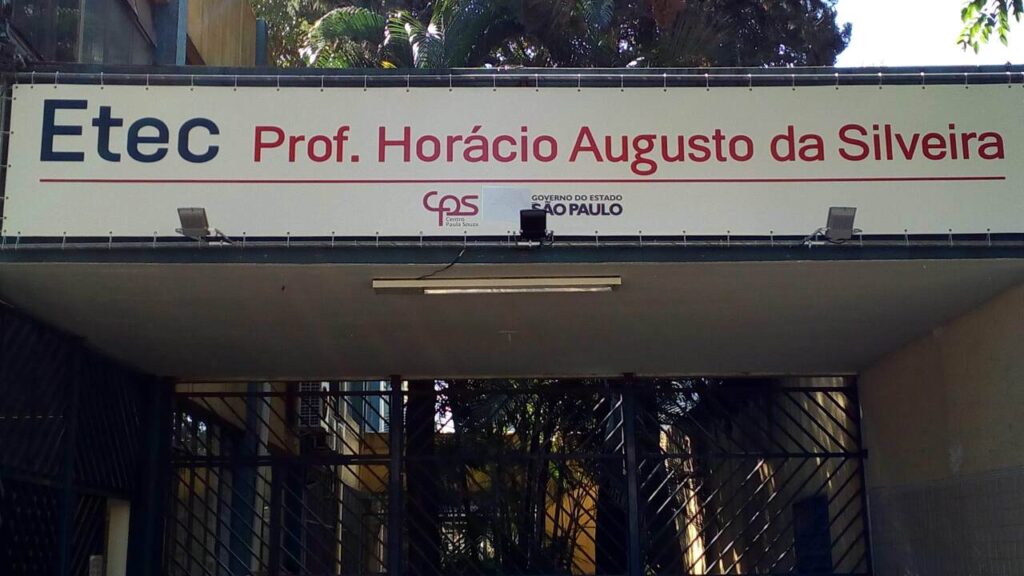 Etec Prof. Horácio Augusto da Silveira
cps
Centro
Paula Souza
GOVERNO DO ESTADO
SÃO PAULO